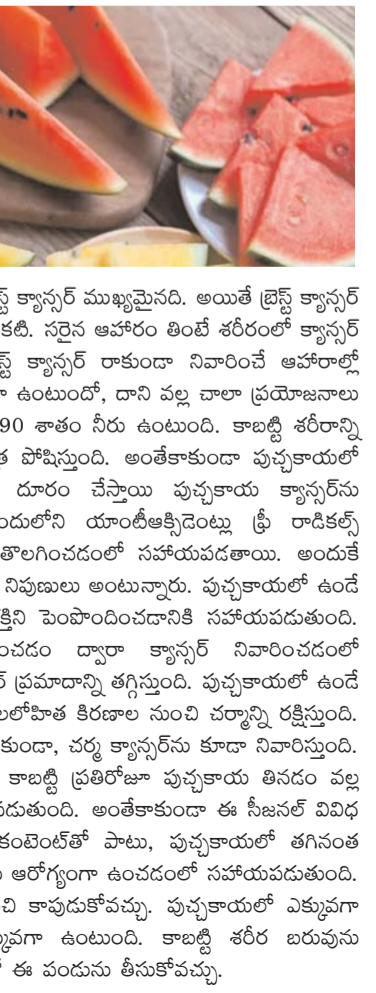 స్ట్ క్యాన్సర్ ముఖ్యమైనది. అయితే బ్రెస్ట్ క్యాన్సర్
కటి. సరైన ఆహారం తింటే శరీరంలో క్యాన్సర్
స్ట్ క్యాన్సర్ రాకుండా నివారించే ఆహారాల్లో
ా ఉంటుందో, దాని వల్ల చాలా ప్రయోజనాలు
90 శాతం నీరు ఉంటుంది. కాబట్టి శరీరాన్ని
పోషిస్తుంది. అంతేకాకుండా పుచ్చకాయలో
దూరం చేస్తాయి పుచ్చకాయ క్యాన్సర్‌ను
ందులోని యాంటీఆక్సిడెంట్లు ఫ్రీ రాడికల్స్
తొలగించడంలో సహాయపడతాయి. అందుకే
నిపుణులు అంటున్నారు. పుచ్చకాయలో ఉండే
క్తిని పెంపొందించడానికి సహాయపడుతుంది.
ంచడం ద్వారా క్యాన్సర్ నివారించడంలో
ర్ ప్రమాదాన్ని తగ్గిస్తుంది. పుచ్చకాయలో ఉండే
లలోహిత కిరణాల నుంచి చర్మాన్ని రక్షిస్తుంది.
కుండా, చర్మ క్యాన్సర్‌ను కూడా నివారిస్తుంది.
కాబట్టి ప్రతిరోజూ పుచ్చకాయ తినడం వల్ల
పడుతుంది. అంతేకాకుండా ఈ సీజనల్ వివిధ
కంటెంట్‌తో పాటు, పుచ్చకాయలో తగినంత
ఆరోగ్యంగా ఉంచడంలో సహాయపడుతుంది.
చి కాపుడుకోవచ్చు. పుచ్చకాయలో ఎక్కువగా
్కువగా ఉంటుంది. కాబట్టి శరీర బరువును
ఈ పండును తీసుకోవచ్చు.